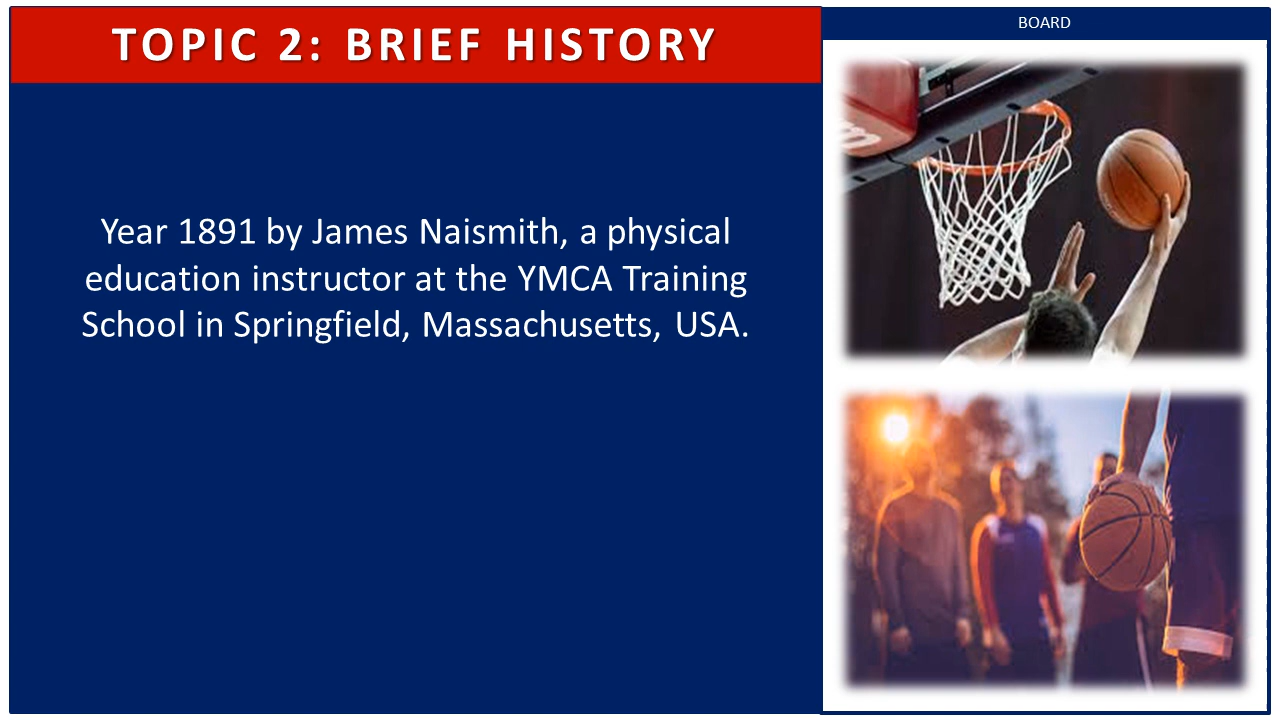 TOPIC 2: BRIEF HISTORY
BOARD
Year 1891 by James Naismith, a physical
education instructor at the YMCA Training
School in Springfield, Massachusetts, USA.